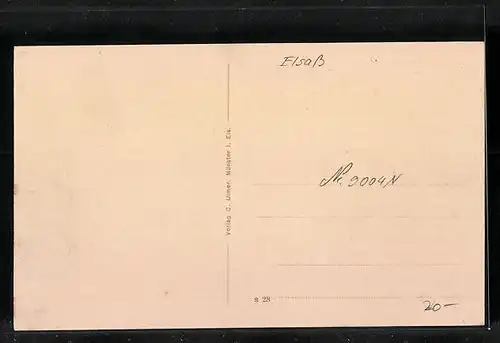 Elsaß
Verlag C. Ulmer, Münster i. Els.
Nr. 9004N
s 28
20-